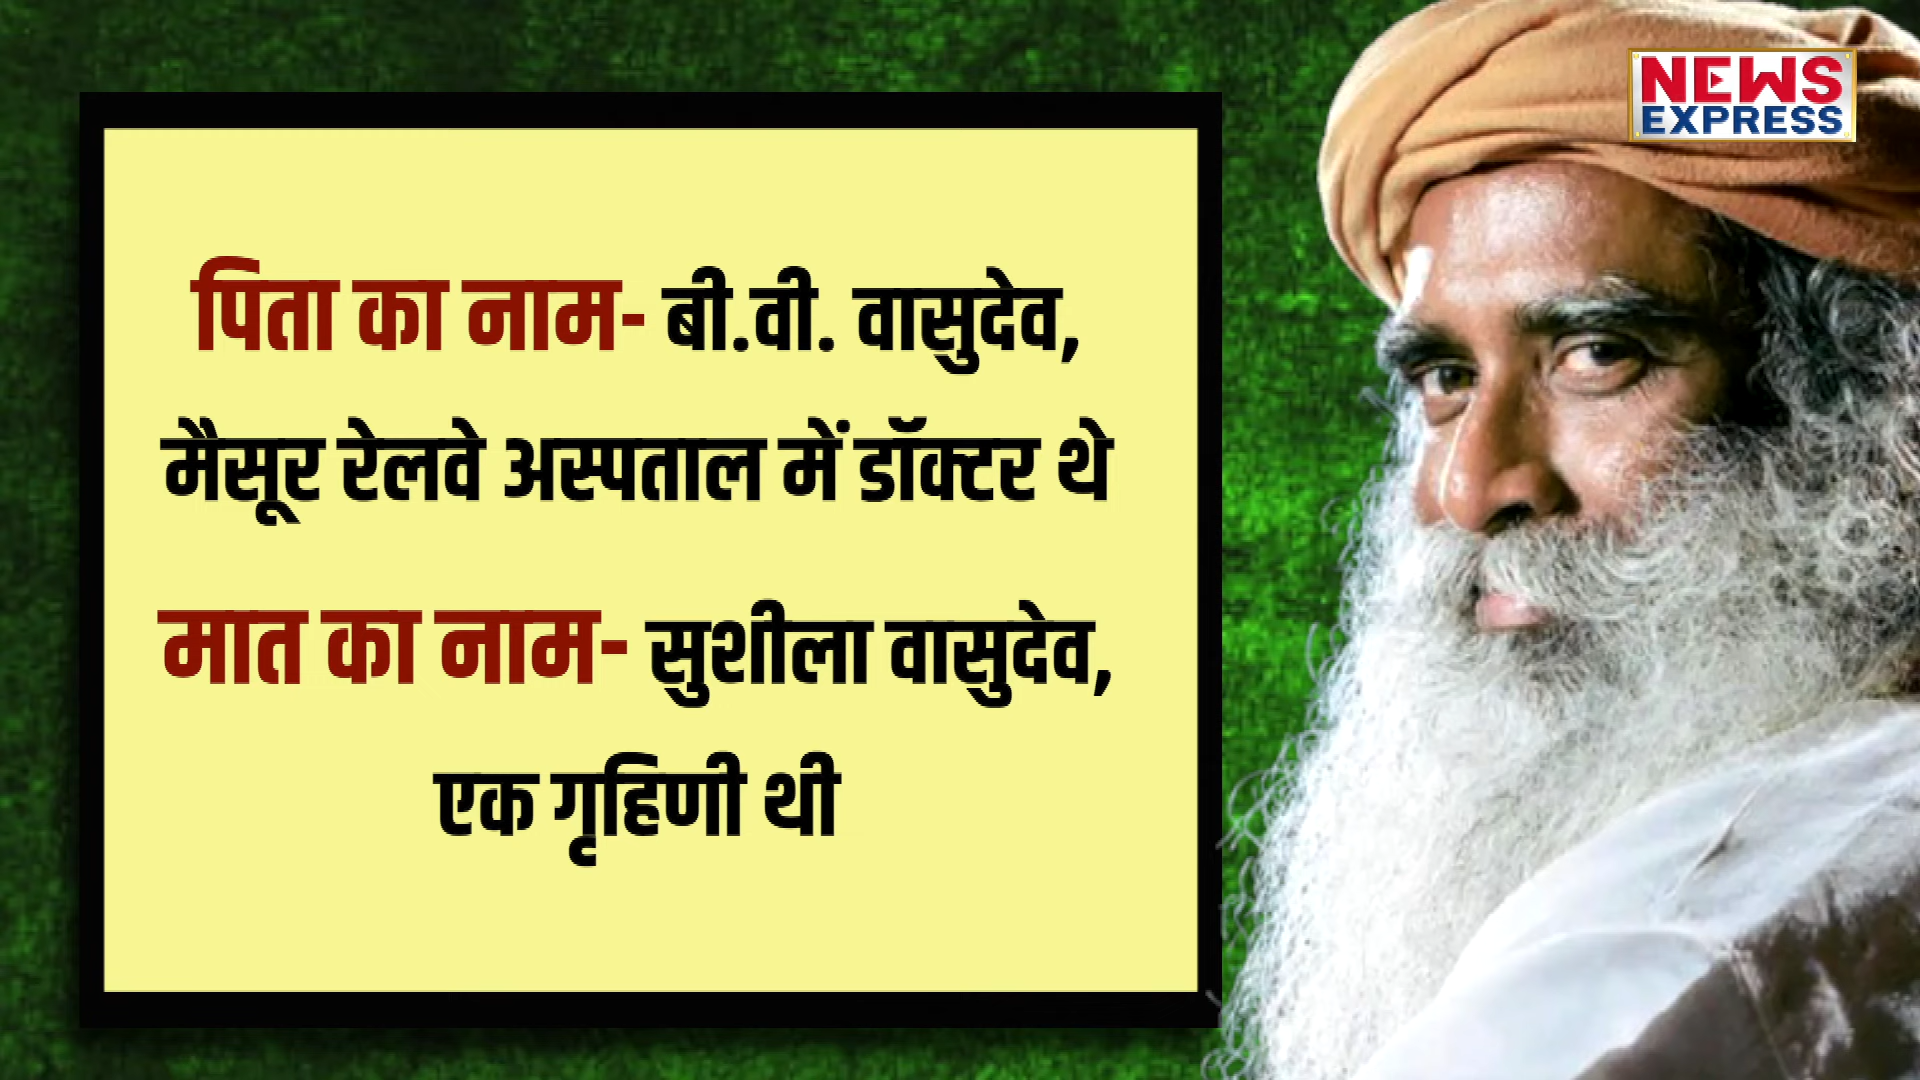 NEWS
EXPRESS
पिता का नाम- बी.वी. वासुदेव,
मैसूर रेलवे अस्पताल में डॉक्टर थे
मात का नाम- सुशीला वासुदेव,
एक गृहिणी थी